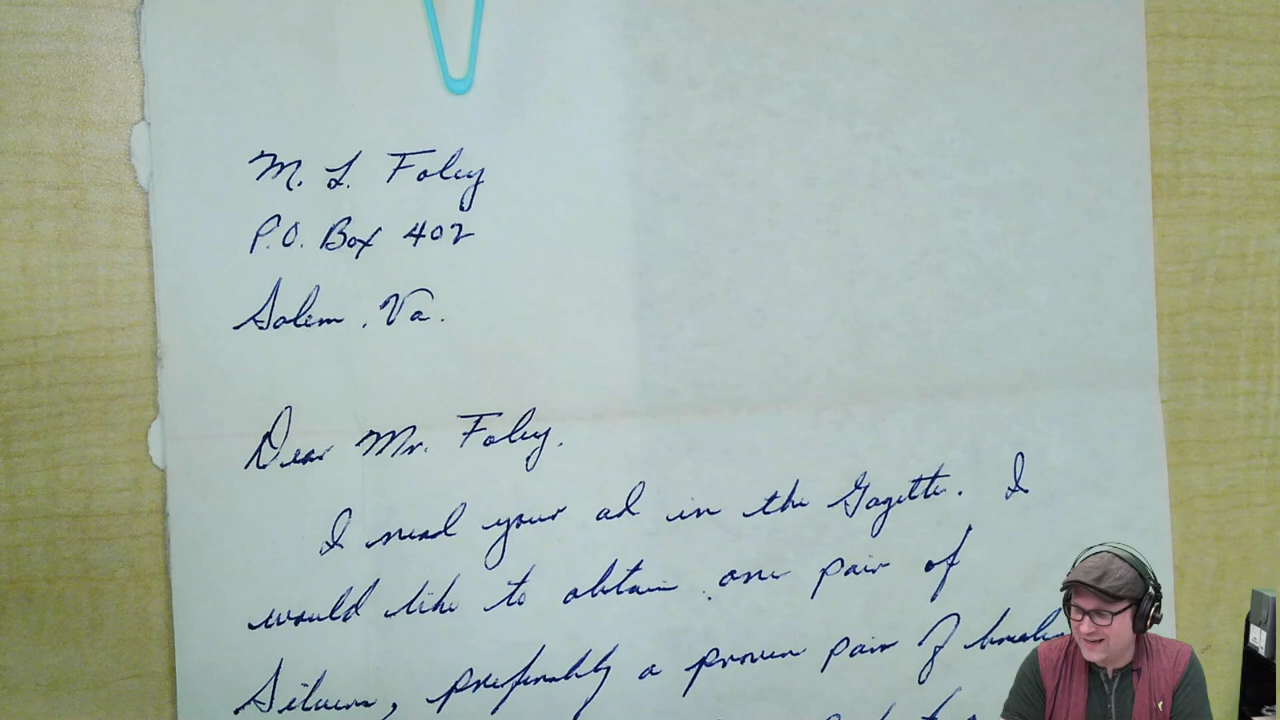 M. L. Foley
P.O. Box 402
Salem, Va.
Dear Mr. Foley.
I read your ad in the Gazette. I
would like to obtain one pair of
Silvers, preferably a proven pair of